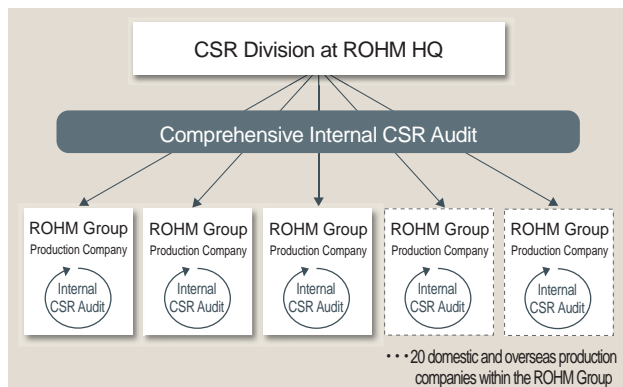 CSR Division at ROHM HQ
Comprehensive Internal CSR Audit
ROHM Group
Production Company
Internal
CSR Audit
ROHM Group
Production Company
Internal
CSR Audit
ROHM Group
Production Company
Internal
CSR Audit
ROHM Group
Production Company
Internal
CSR Audit
ROHM Group
Production Company
Internal
CSR Audit
・・・20 domestic and overseas production
companies within the ROHM Group